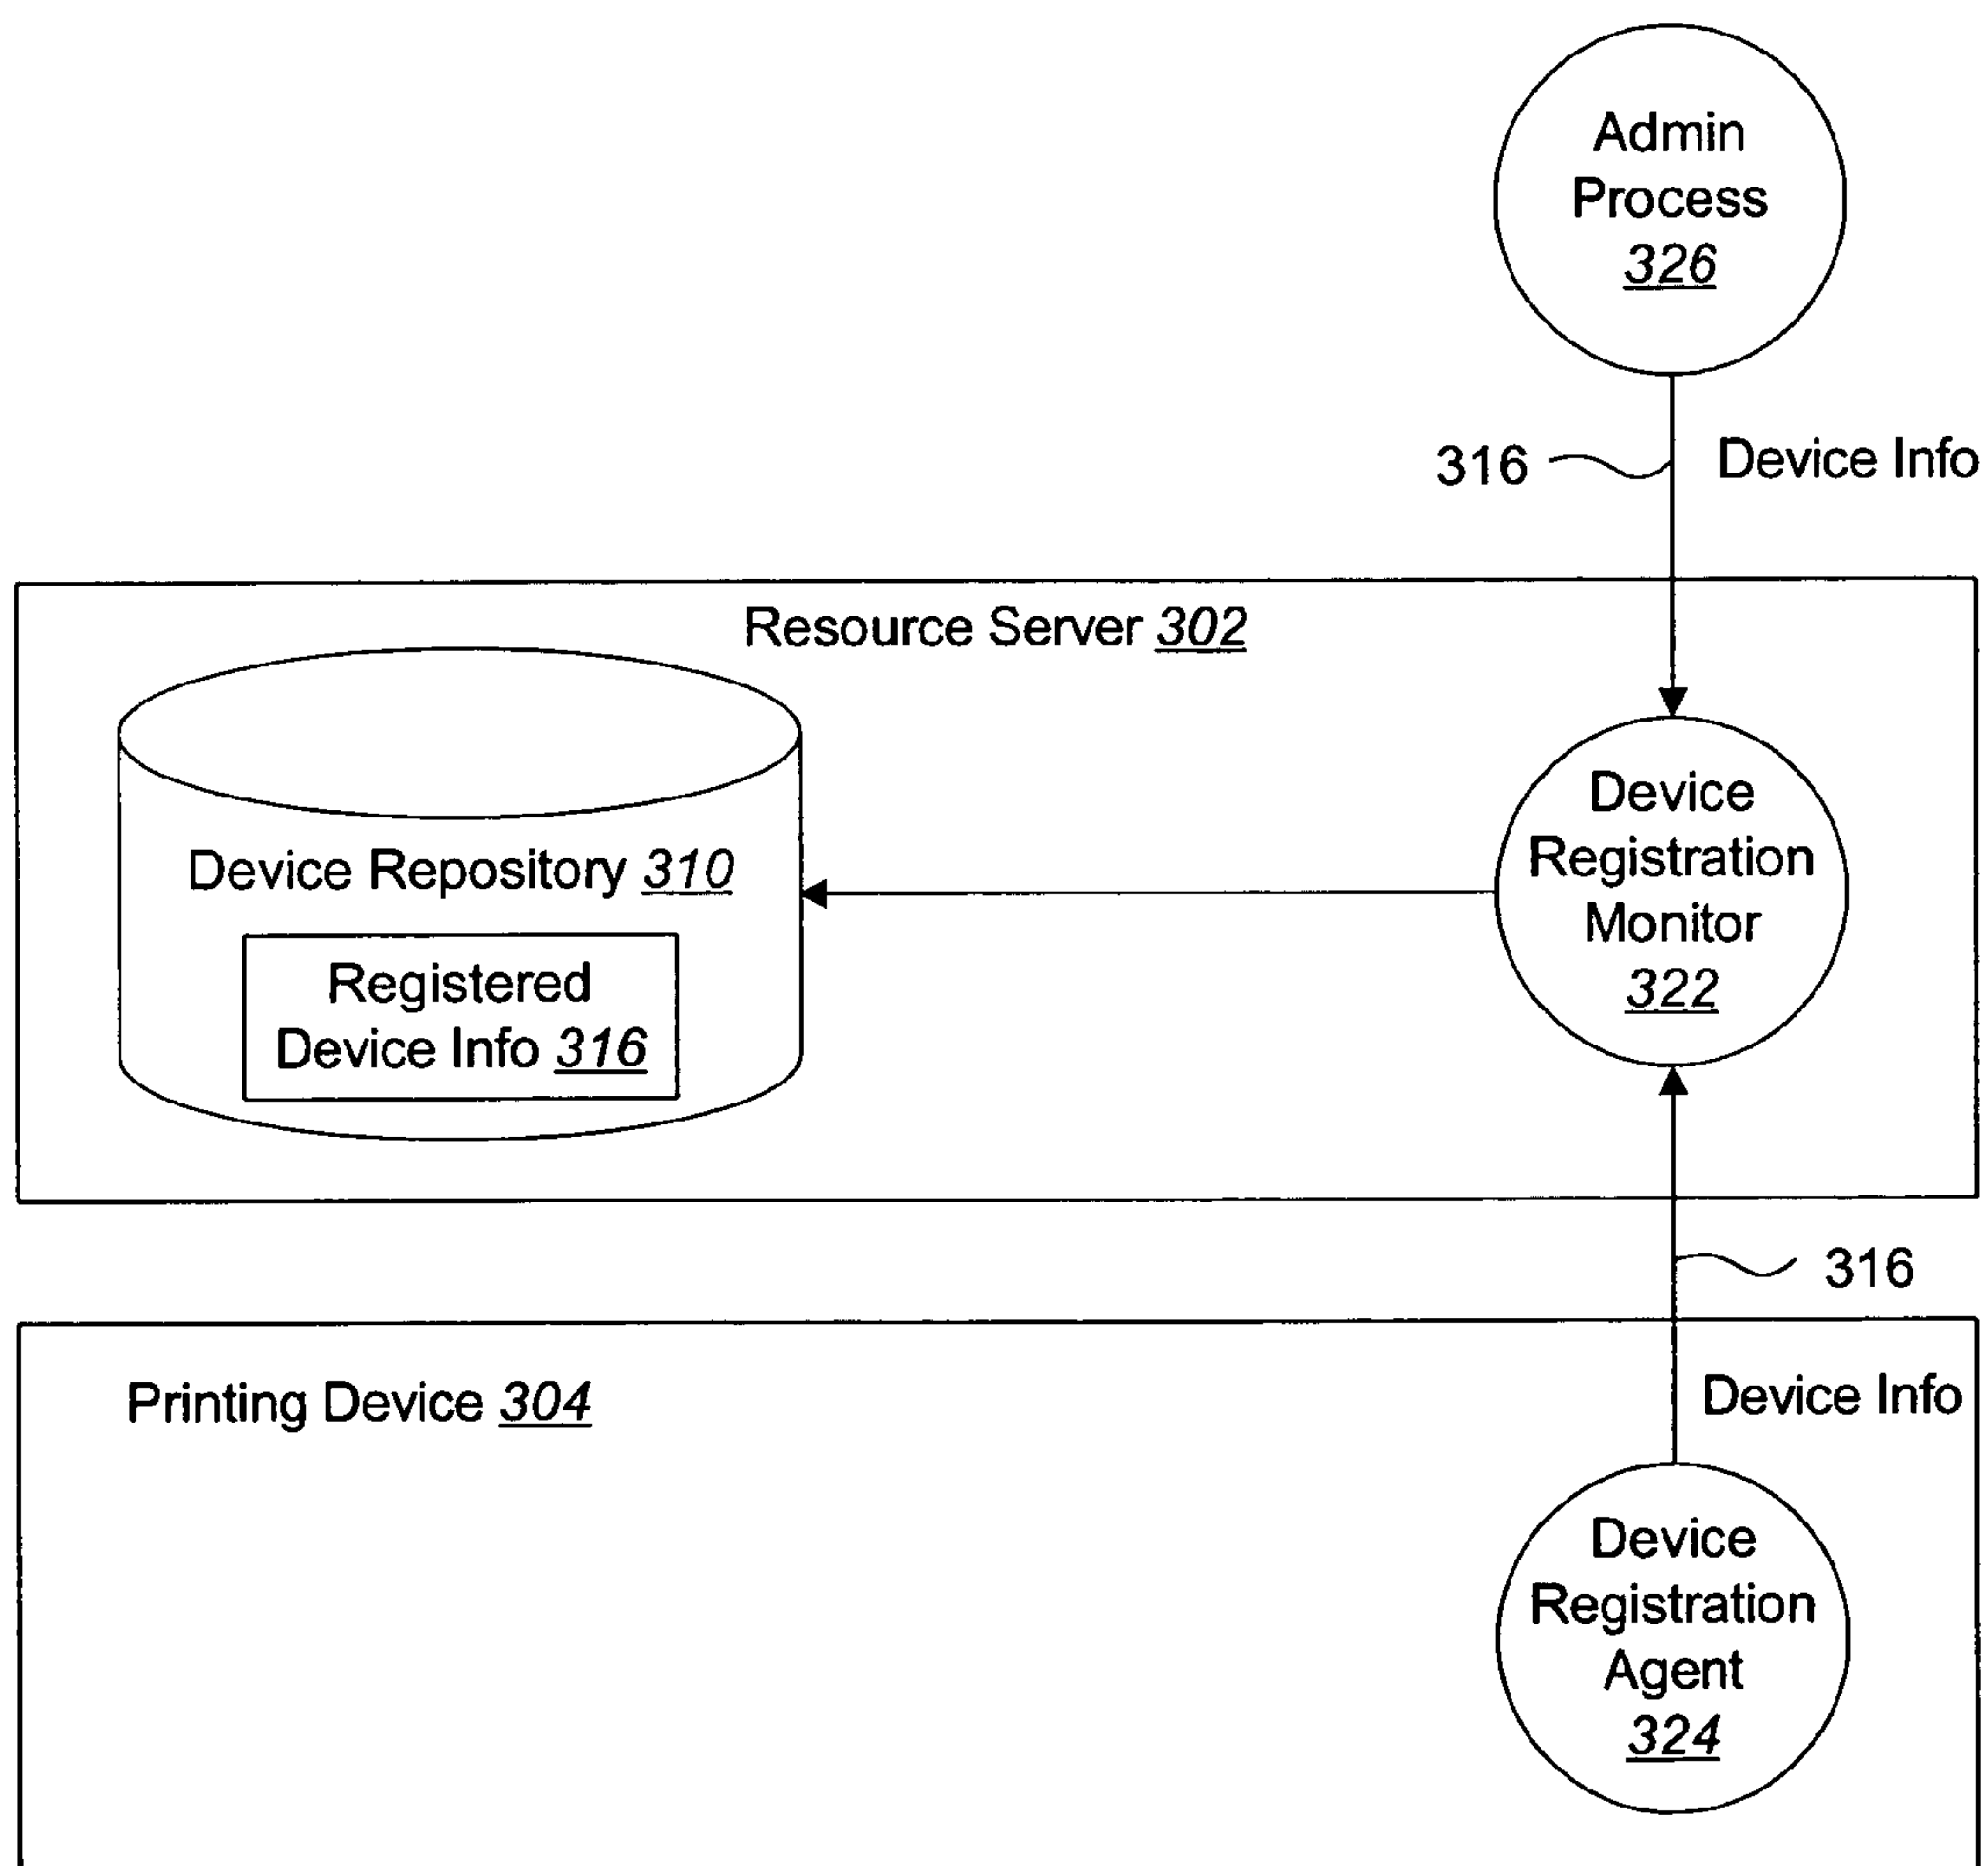 Admin
Process
326
316
Device Info
Resource Server 302
Device
Registration
Monitor
322
Device Repository 310
Registered
Device Info 316
316
Printing Device 304
Device Info
Device
Registration
Agent
324